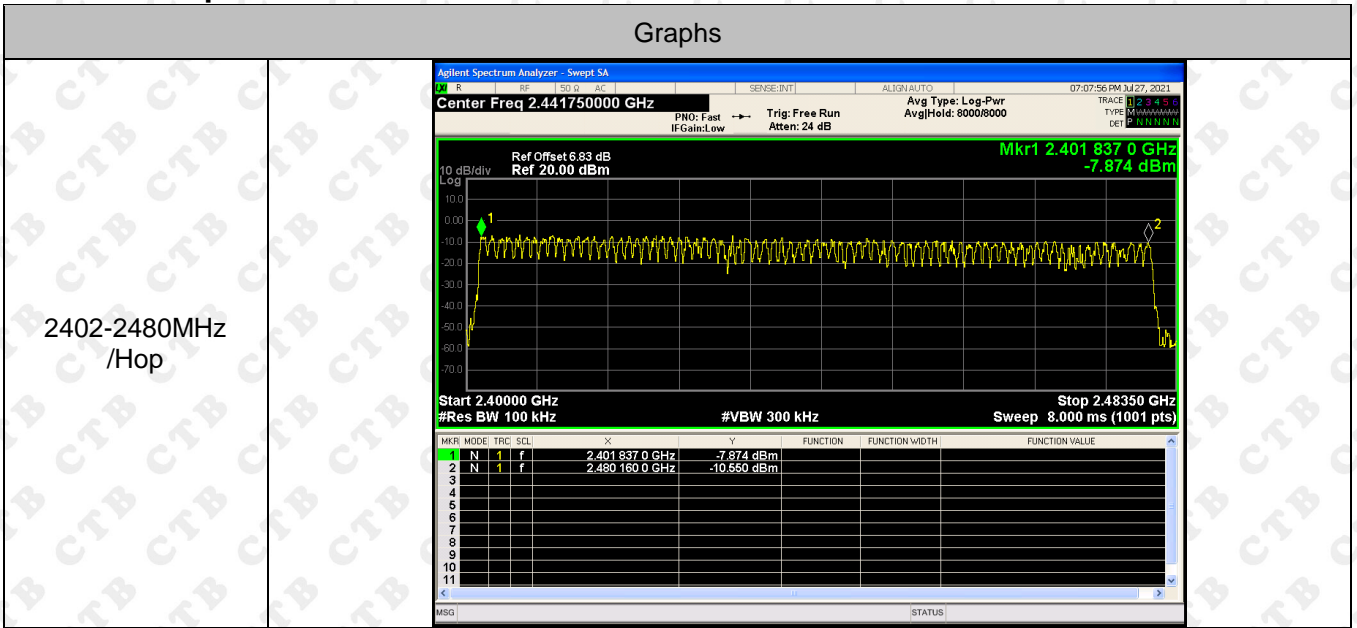 Graphs
2402-2480MHz
/Hop
Agilent Spectrum Analyzer - Swept SA
LXI R RF 50 Ω AC SENSE:INT ALIGN AUTO 07:07:56 PM Jul 27, 2021
Center Freq 2.441750000 GHz
PNO: Fast
IFGain:Low
Trig: Free Run
Atten: 24 dB
Avg Type: Log-Pwr
Avg|Hold: 8000/8000
TRACE 1 2 3 4 5 6
TYPE M
DET P N N N N N
Mkr1 2.401 837 0 GHz
-7.874 dBm
Ref Offset 6.83 dB
10 dB/div Ref 20.00 dBm
Log
10.0
0.00
-10.0
-20.0
-30.0
-40.0
-50.0
-60.0
-70.0
1
2
Start 2.40000 GHz Stop 2.48350 GHz
#Res BW 100 kHz #VBW 300 kHz Sweep 8.000 ms (1001 pts)
MKR MODE TRC SCL X Y FUNCTION FUNCTION WIDTH FUNCTION VALUE
1 N 1 f 2.401 837 0 GHz -7.874 dBm
2 N 1 f 2.480 160 0 GHz -10.550 dBm
3
4
5
6
7
8
9
10
11
MSG STATUS
CTB